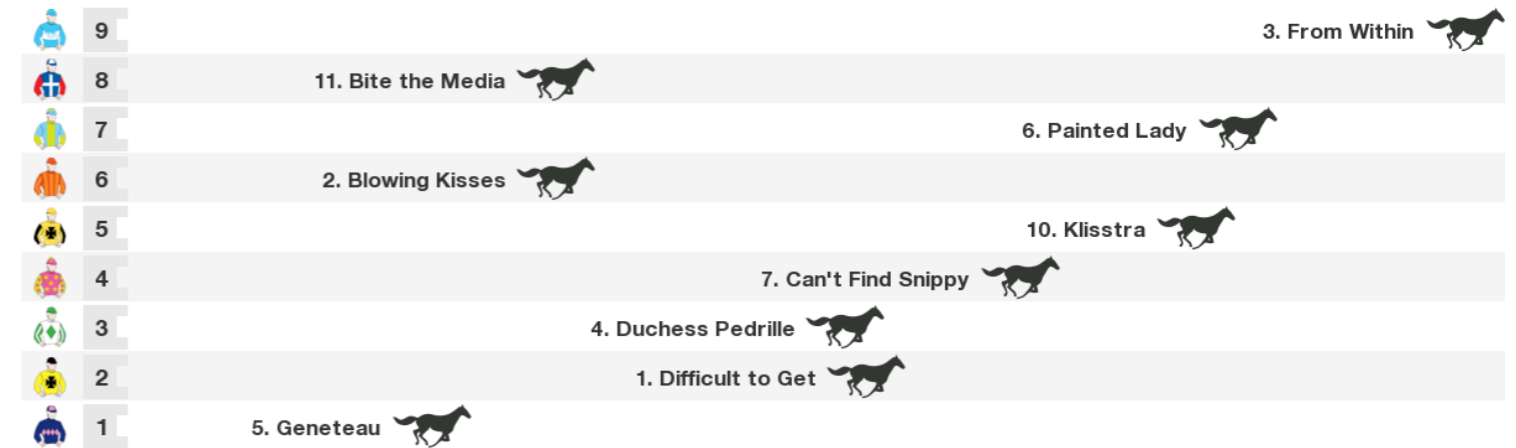 9 3. From Within
8 11. Bite the Media
7 6. Painted Lady
6 2. Blowing Kisses
5 10. Klisstra
4 7. Can't Find Snippy
3 4. Duchess Pedrille
2 1. Difficult to Get
1 5. Geneteau